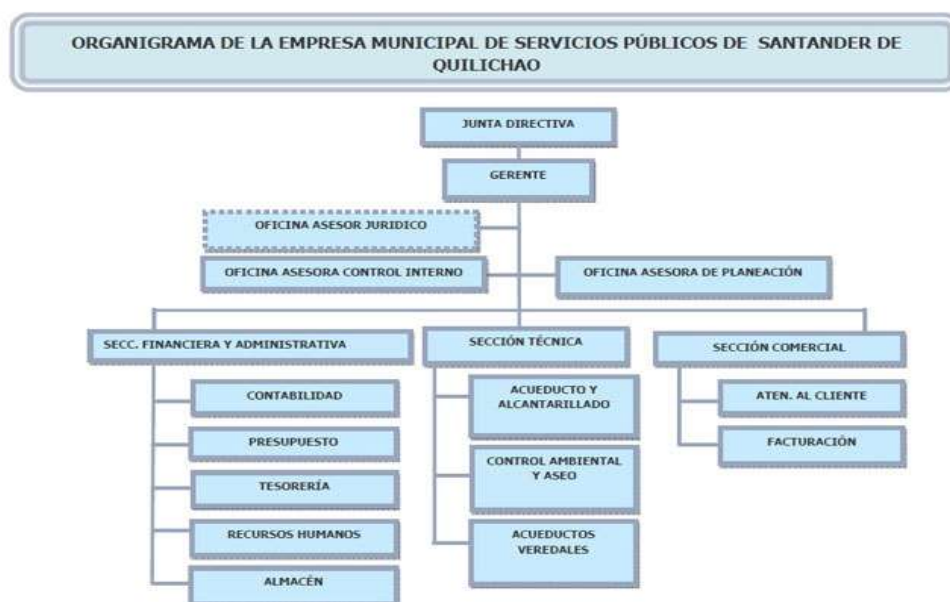 ORGANIGRAMA DE LA EMPRESA MUNICIPAL DE SERVICIOS PÚBLICOS DE SANTANDER DE
QUILICHAO
JUNTA DIRECTIVA
GERENTE
OFICINA ASESOR JURIDICO
OFICINA ASESORA CONTROL INTERNO
OFICINA ASESORA DE PLANEACIÓN
SECC. FINANCIERA Y ADMINISTRATIVA
CONTABILIDAD
PRESUPUESTO
TESORERÍA
RECURSOS HUMANOS
ALMACÉN
SECCIÓN TÉCNICA
ACUEDUCTO Y
ALCANTARILLADO
CONTROL AMBIENTAL
Y ASEO
ACUEDUCTOS
VEREDALES
SECCIÓN COMERCIAL
ATEN. AL CLIENTE
FACTURACIÓN